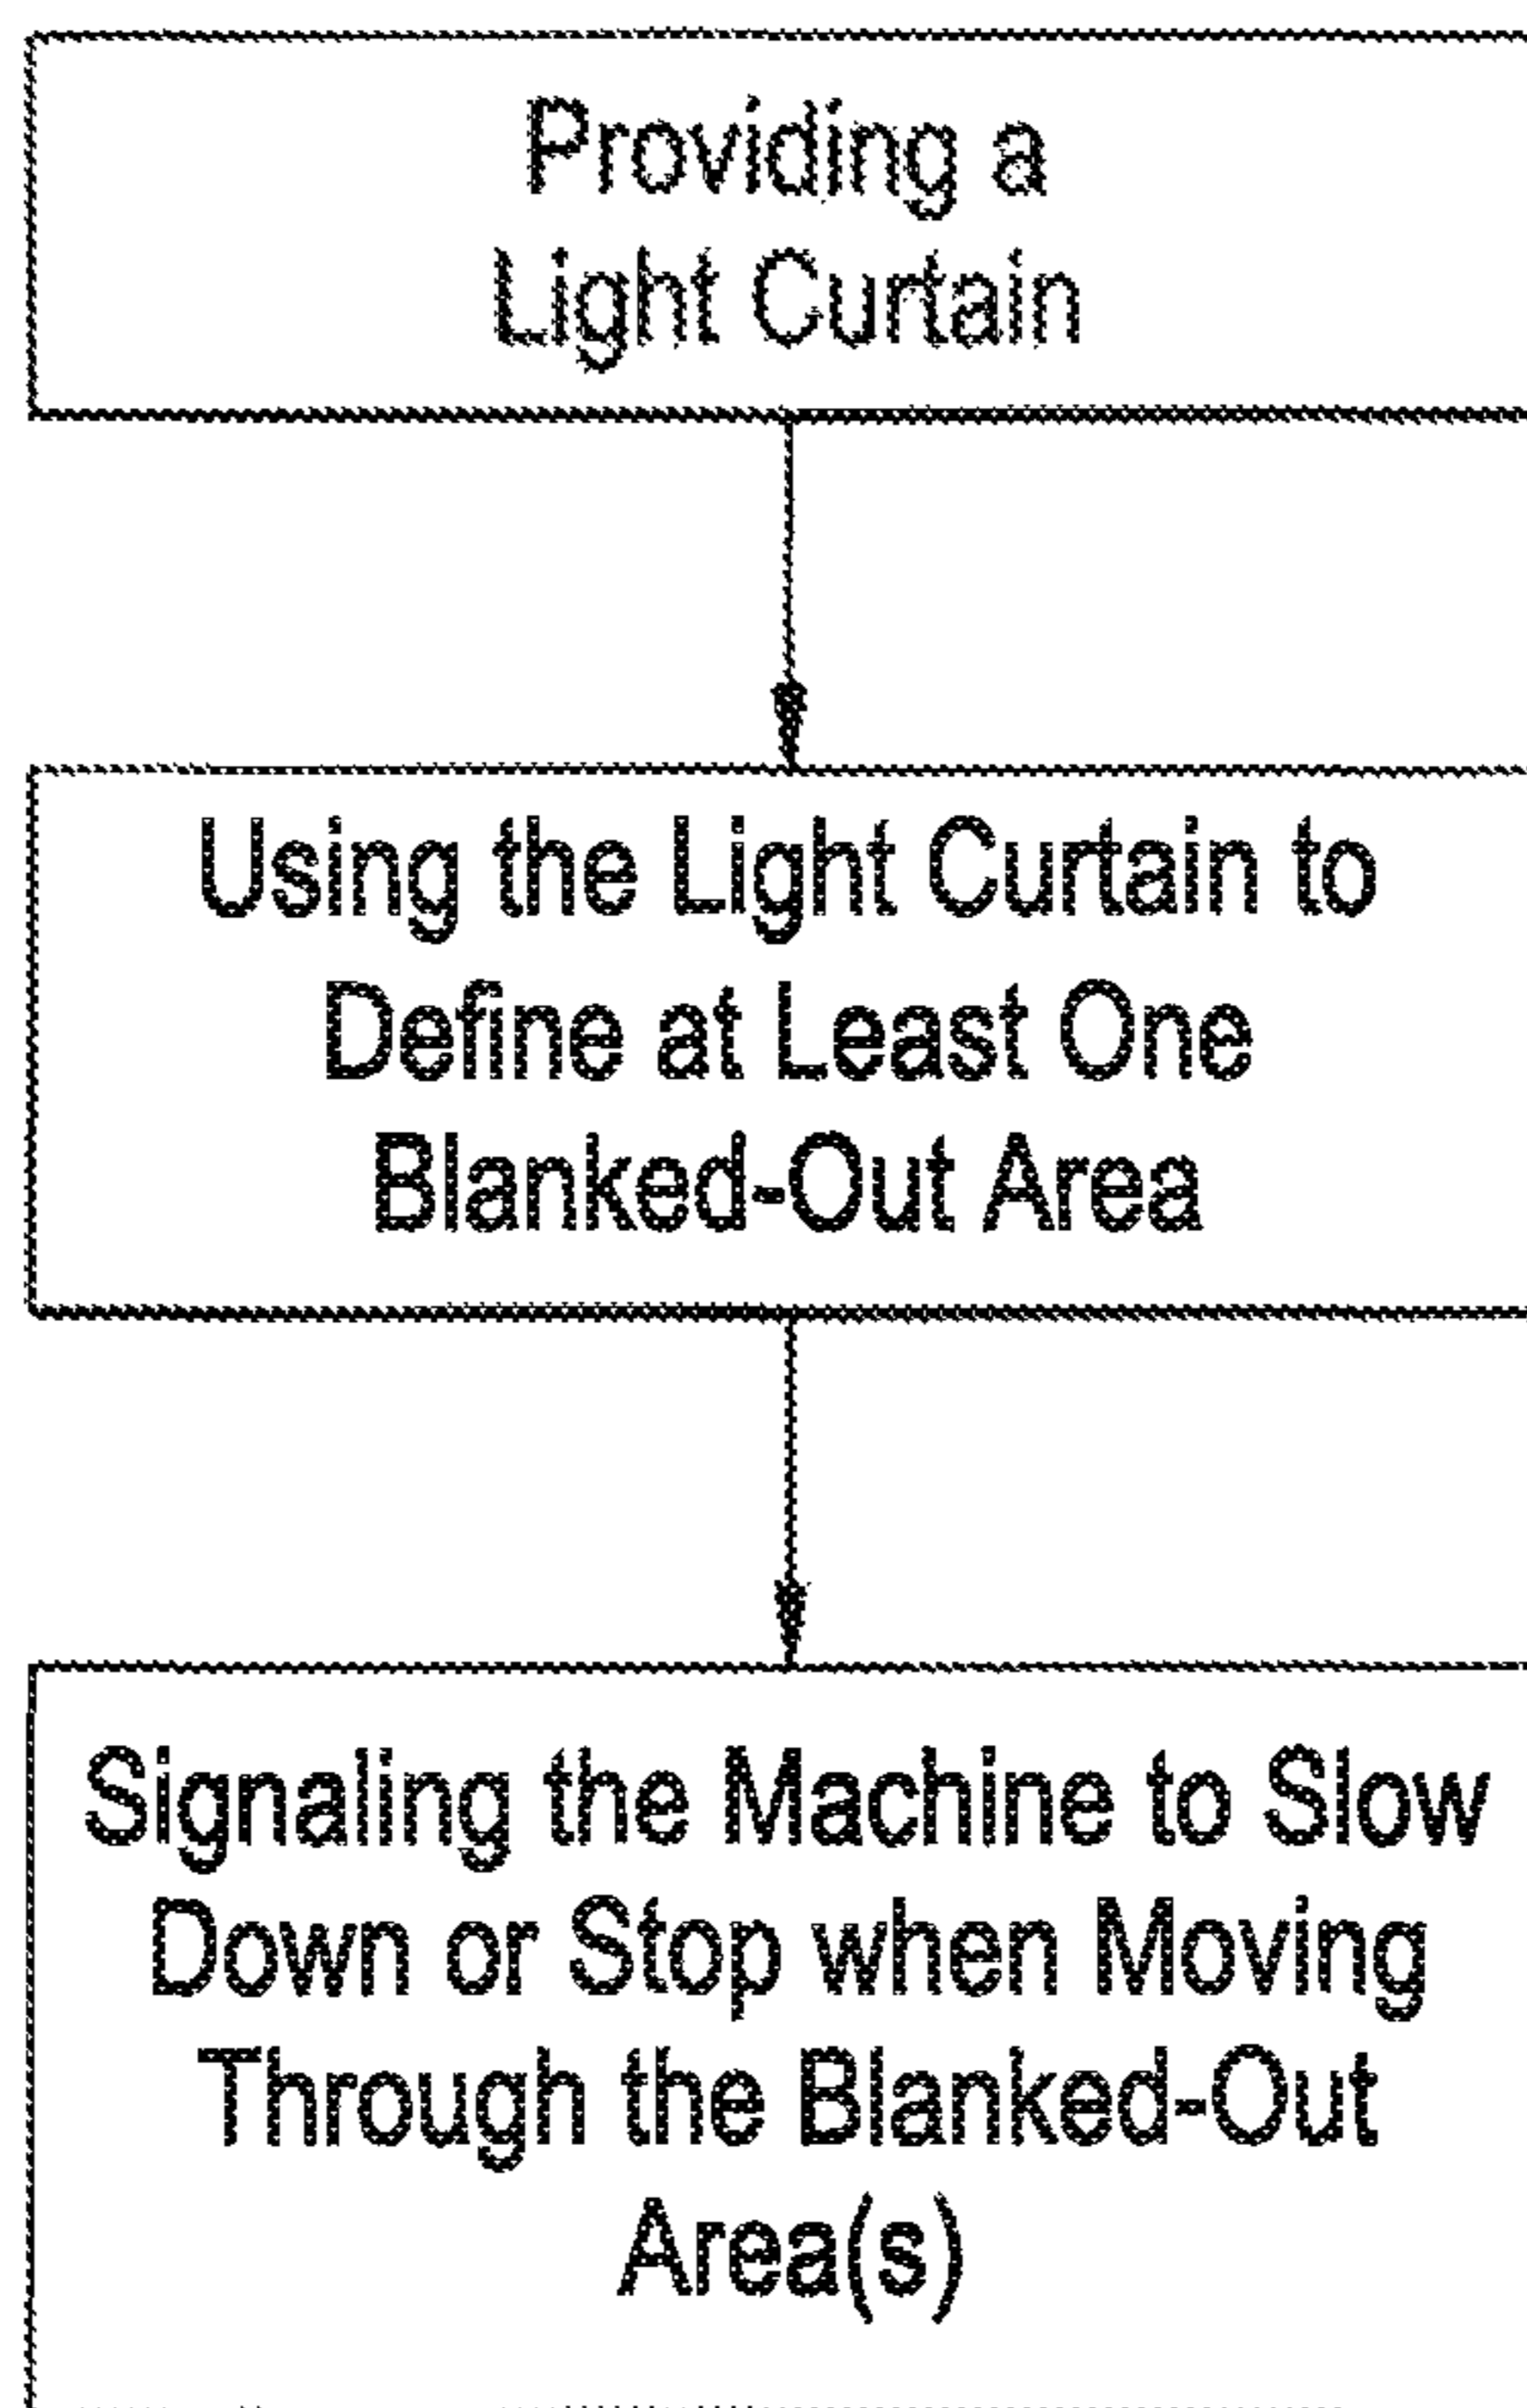 Providing a
Light Curtain
Using the Light Curtain to
Define at Least One
Blanked-Out Area
Signaling the Machine to Slow
Down or Stop when Moving
Through the Blanked-Out
Area(s)